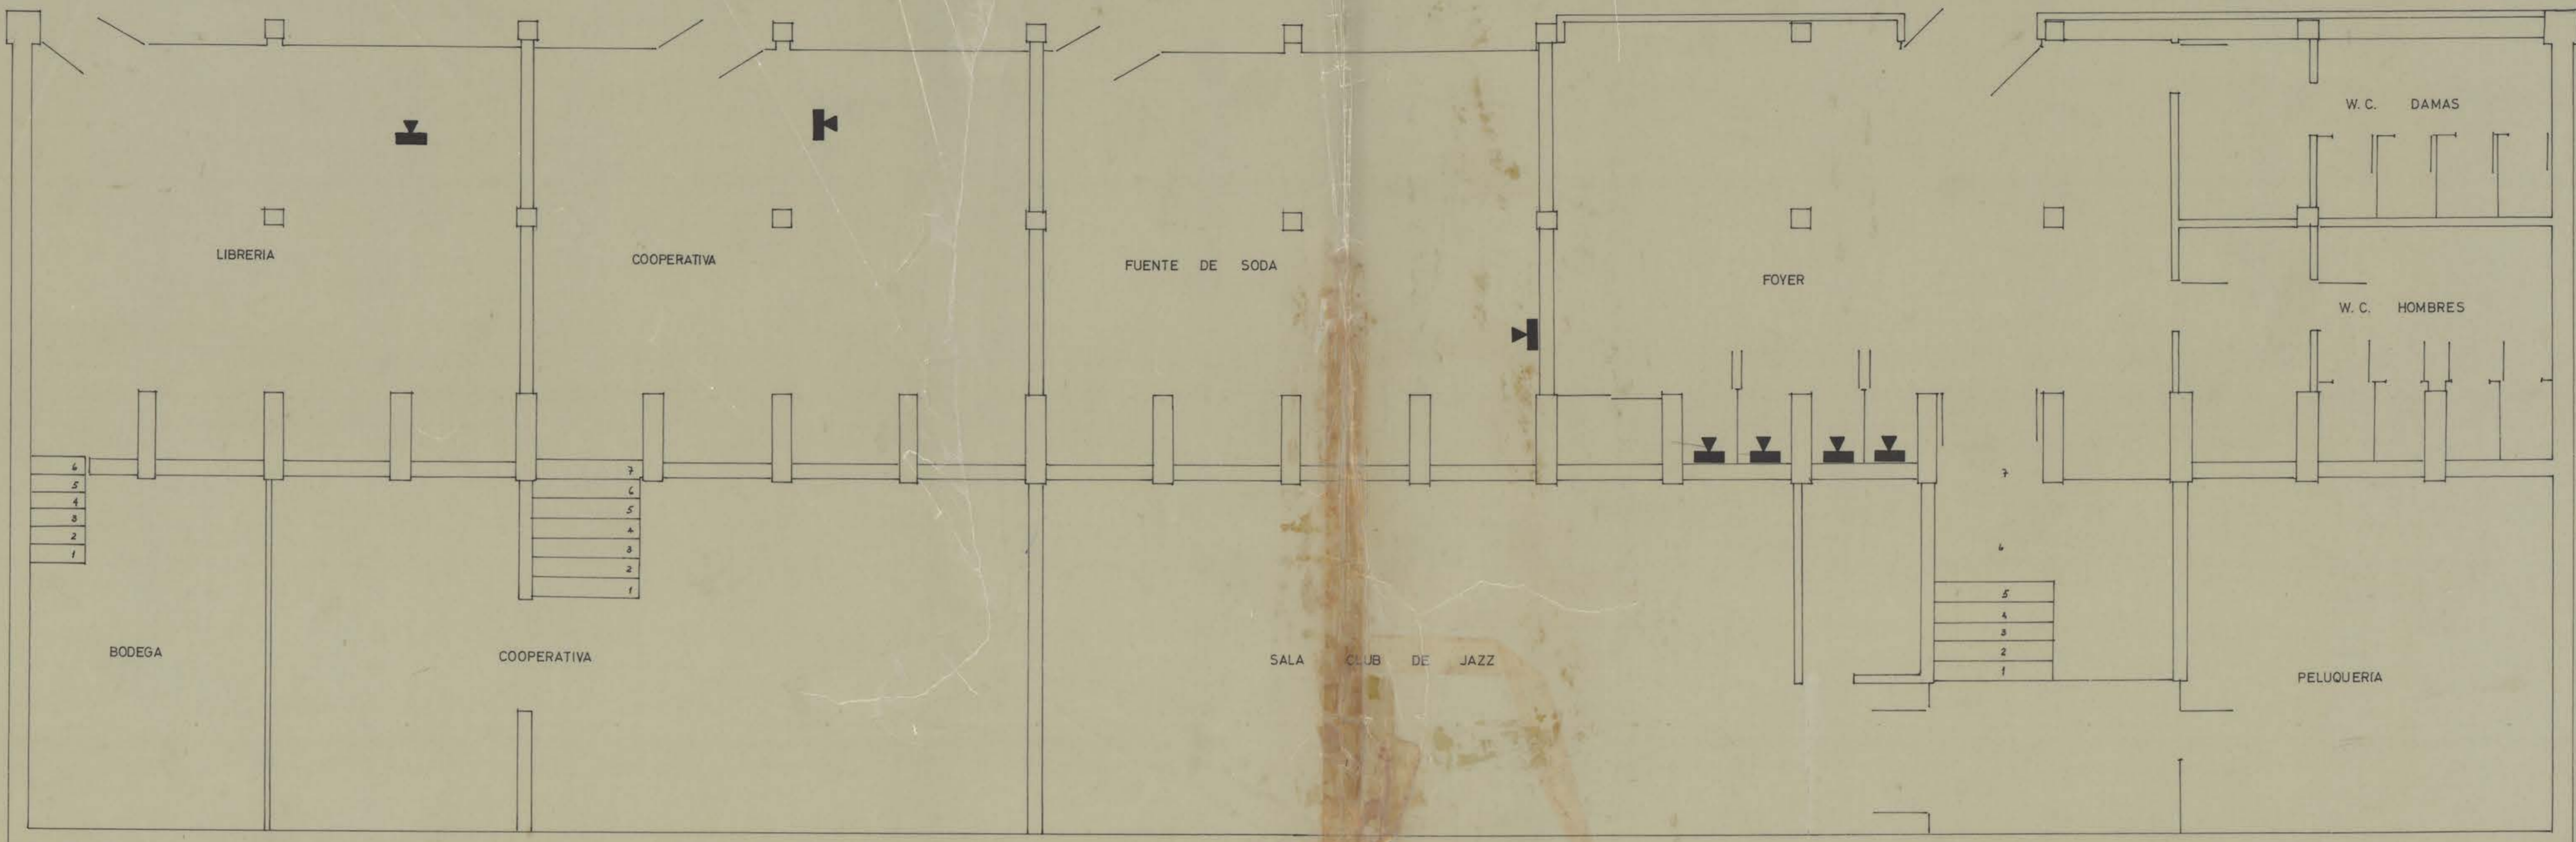 W. C. DAMAS
LIBRERIA
COOPERATIVA
FUENTE DE SODA
FOYER
W. C. HOMBRES
6
5
4
3
2
1
7
6
5
4
3
2
1
7
6
5
4
3
2
1
BODEGA
COOPERATIVA
SALA CLUB DE JAZZ
PELUQUERIA